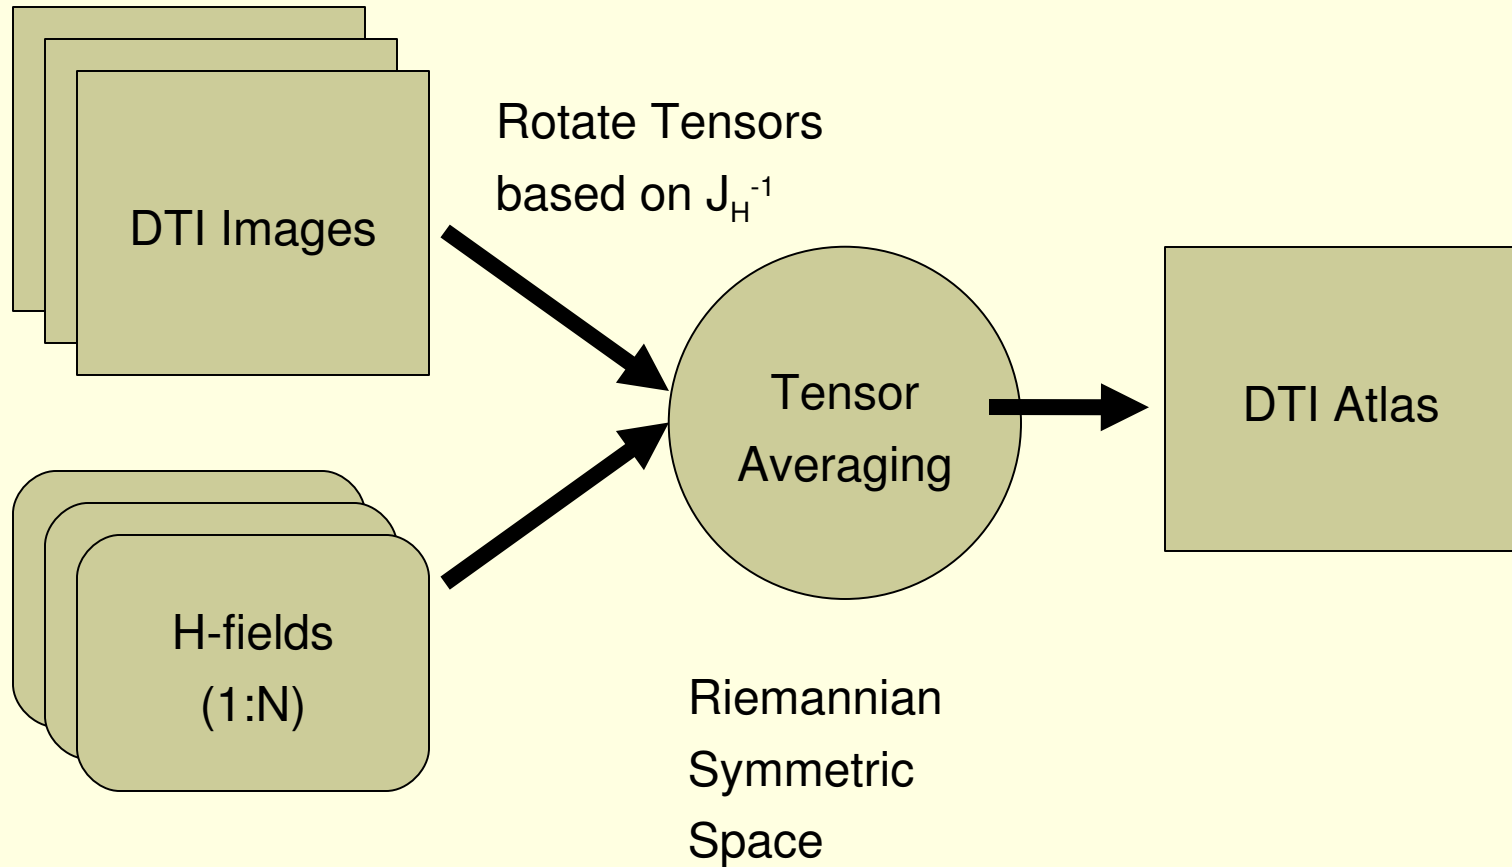 Rotate Tensors
based on J_H^-1
DTI Images
Tensor
Averaging
DTI Atlas
H-fields
(1:N)
Riemannian
Symmetric
Space